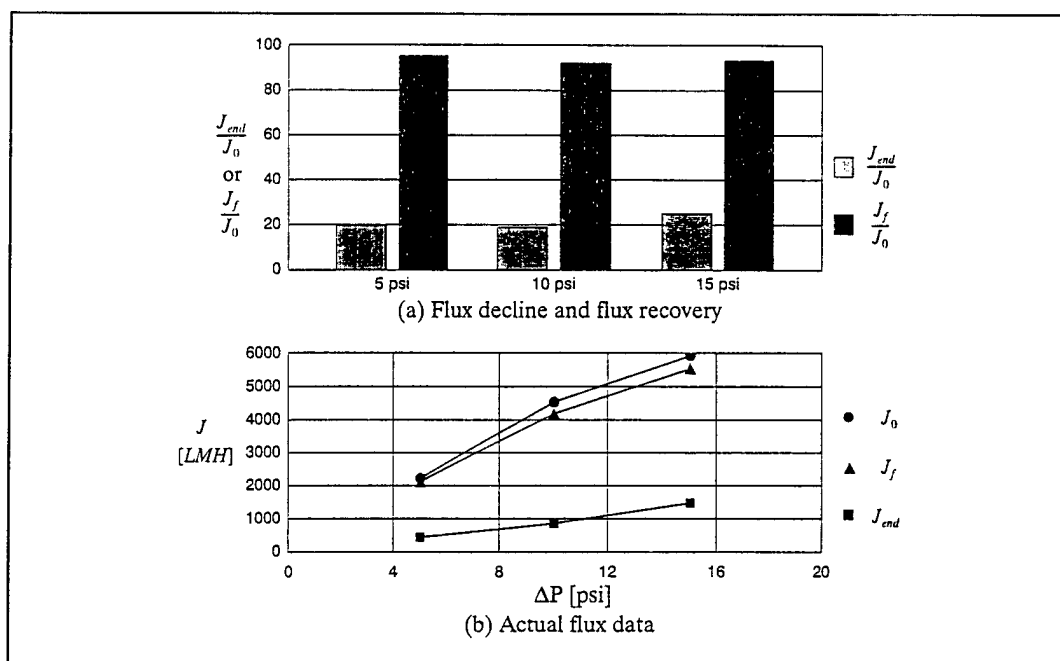 100
80
60
40
20
0
J_end
J_0
or
J_f
J_0
J_end
J_0
J_f
J_0
5 psi 10 psi 15 psi
(a) Flux decline and flux recovery
6000
5000
4000
3000
2000
1000
0
J
[LMH]
J_0
J_f
J_end
0 4 8 12 16 20
ΔP [psi]
(b) Actual flux data